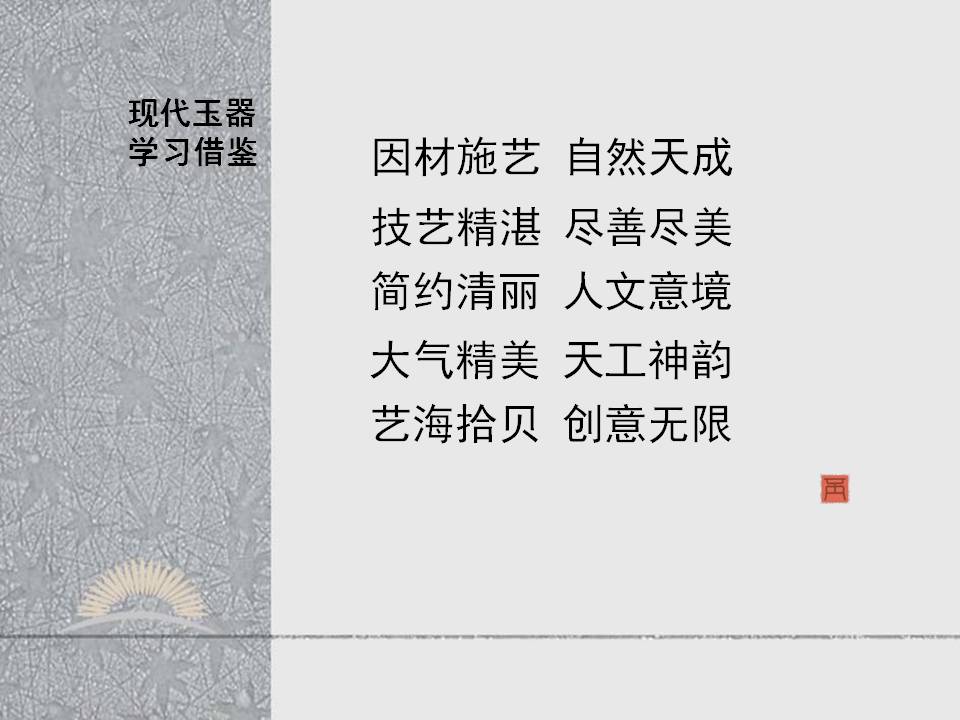 现代玉器
学习借鉴
因材施艺 自然天成
技艺精湛 尽善尽美
简约清丽 人文意境
大气精美 天工神韵
艺海拾贝 创意无限